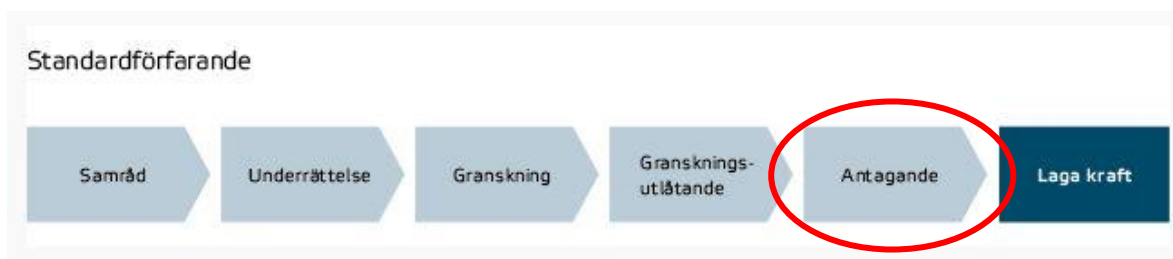 Standardförfarande
Samråd
Underrättelse
Granskning
Gransknings-
utlåtande
Antagande
Laga kraft